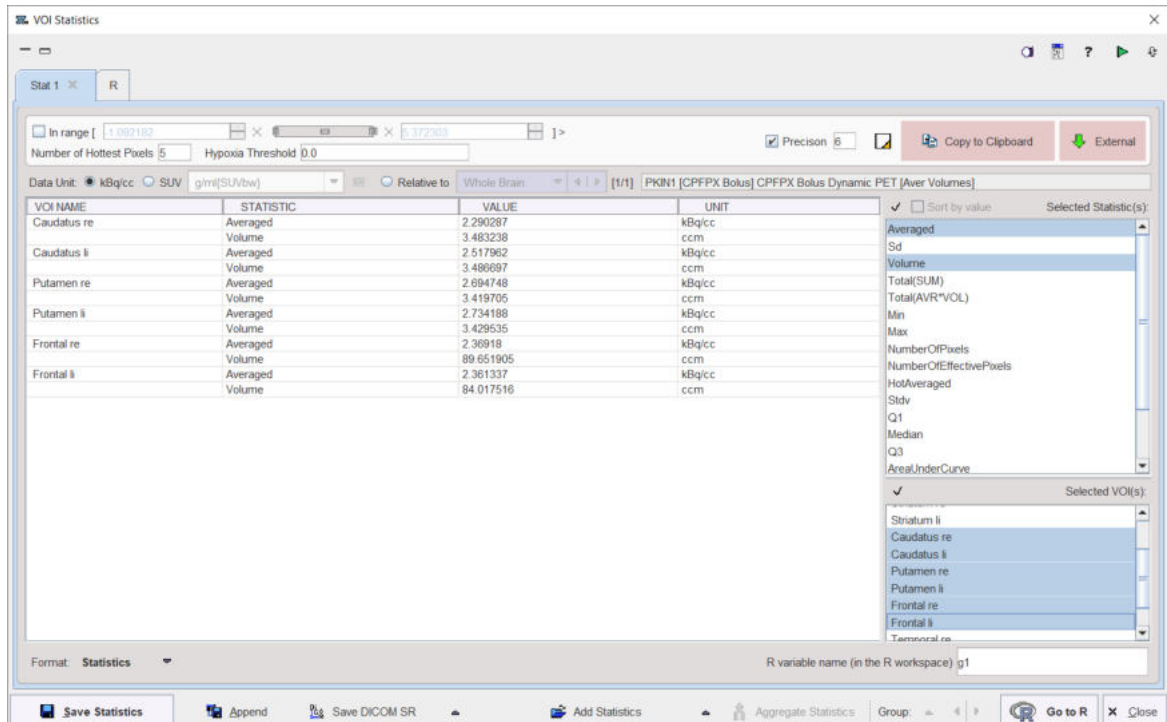 VOI Statistics
Stat 1 R
In range [ 1.092182 5.372303 ] >
Number of Hottest Pixels 5 Hypoxia Threshold 0.0
Precison 6 Copy to Clipboard External
Data Unit: kBq/cc SUV g/ml{SUVbw} Relative to Whole Brain [1/1] PKIN1 [CPFPX Bolus] CPFPX Bolus Dynamic PET [Aver Volumes]
VOI NAME STATISTIC VALUE UNIT
Caudatus re Averaged 2.290287 kBq/cc
Volume 3.483238 ccm
Caudatus li Averaged 2.517962 kBq/cc
Volume 3.486697 ccm
Putamen re Averaged 2.694748 kBq/cc
Volume 3.419705 ccm
Putamen li Averaged 2.734188 kBq/cc
Volume 3.429535 ccm
Frontal re Averaged 2.36918 kBq/cc
Volume 89.651905 ccm
Frontal li Averaged 2.361337 kBq/cc
Volume 84.017516 ccm
Sort by value Selected Statistic(s):
Averaged
Sd
Volume
Total(SUM)
Total(AVR*VOL)
Min
Max
NumberOfPixels
NumberOfEffectivePixels
HotAveraged
Stdv
Q1
Median
Q3
AreaUnderCurve
Selected VOI(s):
Striatum li
Caudatus re
Caudatus li
Putamen re
Putamen li
Frontal re
Frontal li
Temporal re
Format: Statistics R variable name (in the R workspace) g1
Save Statistics Append Save DICOM SR Add Statistics Aggregate Statistics Group: Go to R Close